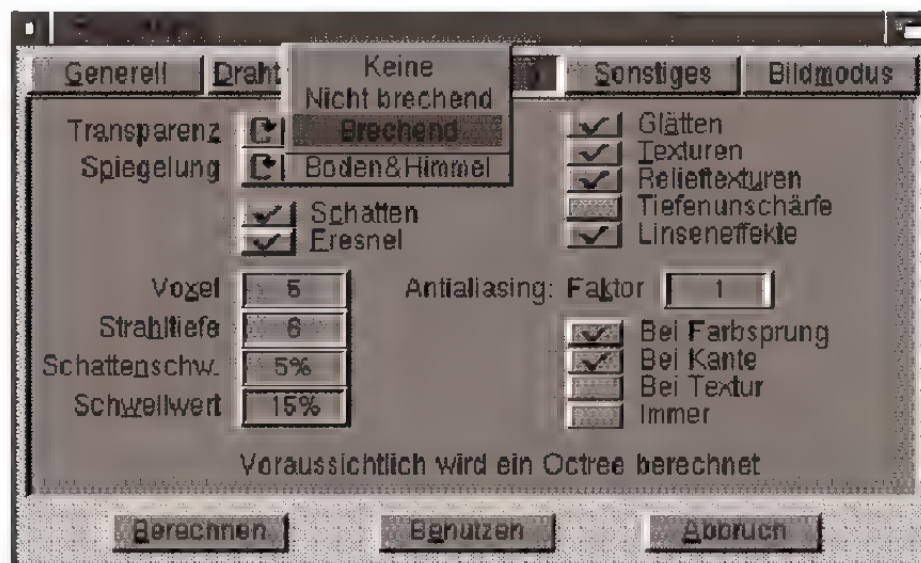 Generell Draht Sonstiges Bildmodus
Keine
Nicht brechend
Brechend
Transparenz
Spiegelung Boden&Himmel
Schatten
Fresnel
Glätten
Texturen
Relieftexturen
Tiefenunschärfe
Linseneffekte
Voxel 5
Strahltiefe 6
Schattenschw. 5%
Schwellwert 15%
Antialiasing: Faktor 1
Bei Farbsprung
Bei Kante
Bei Textur
Immer
Voraussichtlich wird ein Octree berechnet
Berechnen Benutzen Abbruch